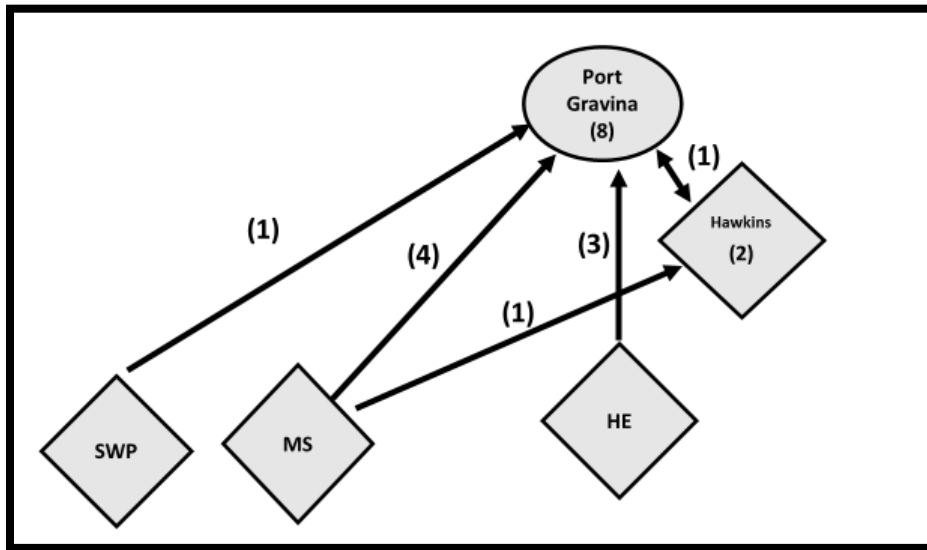 Port
Gravina
(8)
(1)
Hawkins
(2)
(1)
(4)
(3)
(1)
SWP
MS
HE